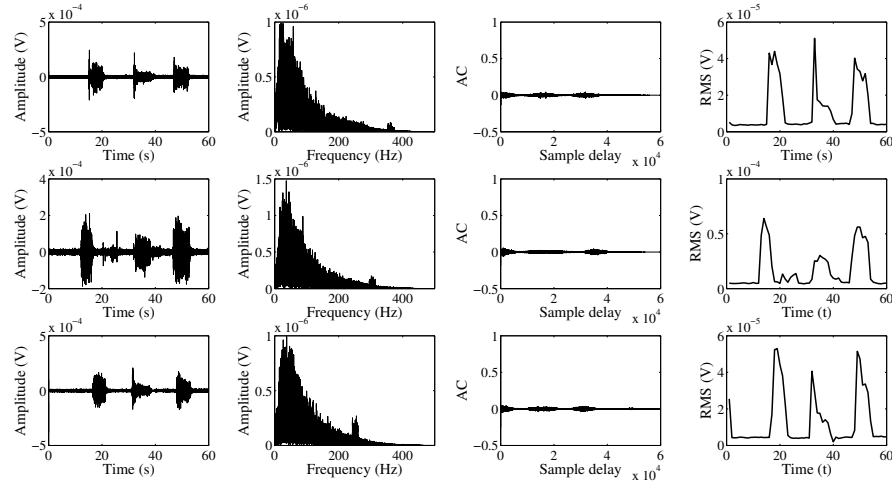 x 10⁻⁴
5
0
−5
Amplitude (V)
0 20 40 60
Time (s)
x 10⁻⁶
1
0.5
0
Amplitude (V)
0 200 400
Frequency (Hz)
1
0.5
0
−0.5
AC
0 2 4 6
Sample delay
x 10⁴
x 10⁻⁵
6
4
2
0
RMS (V)
0 20 40 60
Time (s)
x 10⁻⁴
4
2
0
−2
Amplitude (V)
0 20 40 60
Time (s)
x 10⁻⁶
1.5
1
0.5
0
Amplitude (V)
0 200 400
Frequency (Hz)
1
0.5
0
−0.5
AC
0 2 4 6
Sample delay
x 10⁴
x 10⁻⁴
1
0.5
0
RMS (V)
0 20 40 60
Time (t)
x 10⁻⁴
5
0
−5
Amplitude (V)
0 20 40 60
Time (s)
x 10⁻⁶
1
0.5
0
Amplitude (V)
0 200 400
Frequency (Hz)
1
0.5
0
−0.5
AC
0 2 4 6
Sample delay
x 10⁴
x 10⁻⁵
6
4
2
0
RMS (V)
0 20 40 60
Time (t)